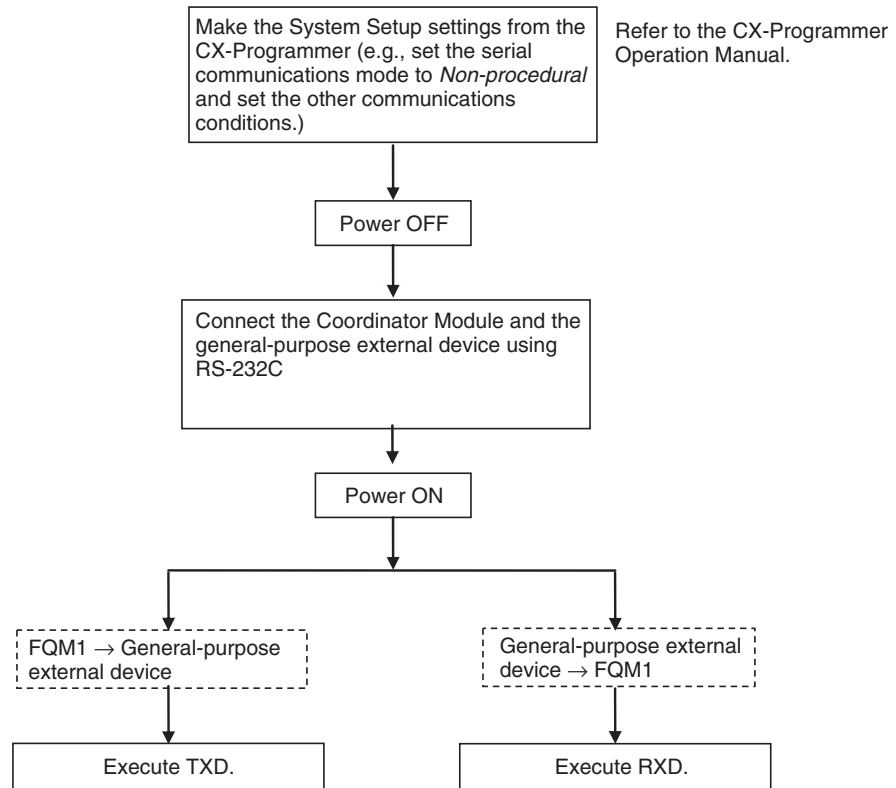 Make the System Setup settings from the
CX-Programmer (e.g., set the serial
communications mode to Non-procedural
and set the other communications
conditions.)
Refer to the CX-Programmer
Operation Manual.
Power OFF
Connect the Coordinator Module and the
general-purpose external device using
RS-232C
Power ON
FQM1 → General-purpose
external device
General-purpose external
device → FQM1
Execute TXD.
Execute RXD.